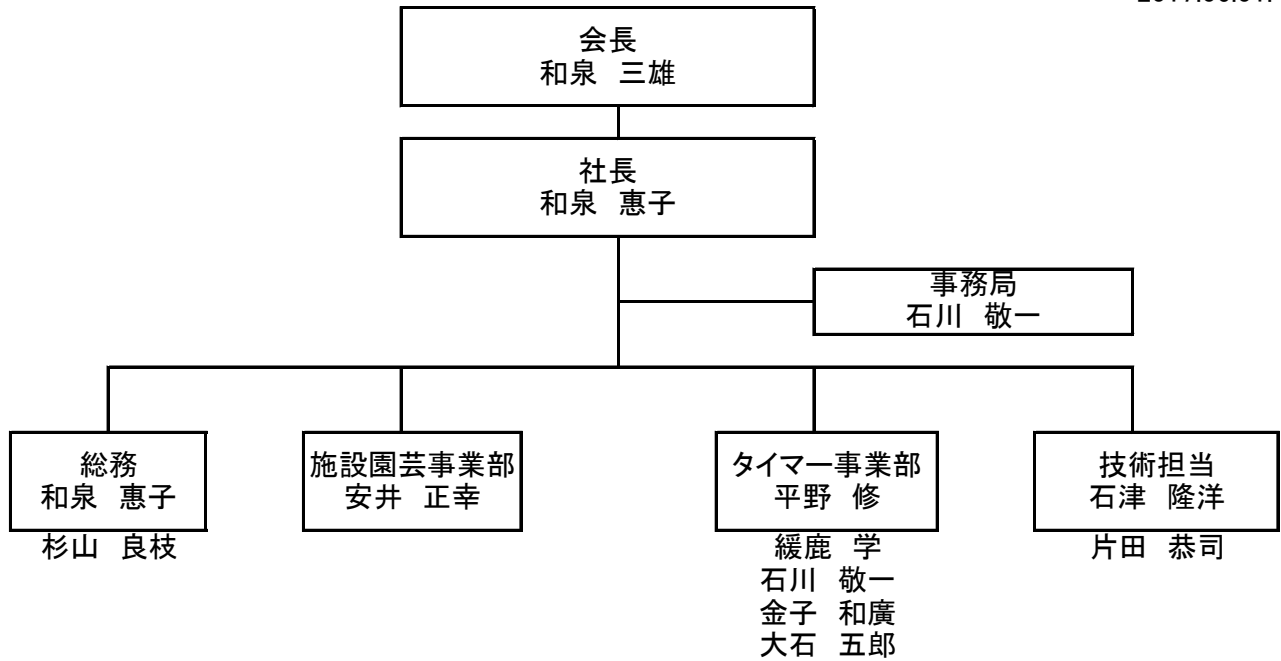 会長
和泉 三雄
社長
和泉 惠子
事務局
石川 敬一
総務
和泉 惠子
杉山 良枝
施設園芸事業部
安井 正幸
タイマー事業部
平野 修
緩鹿 学
石川 敬一
金子 和廣
大石 五郎
技術担当
石津 隆洋
片田 恭司